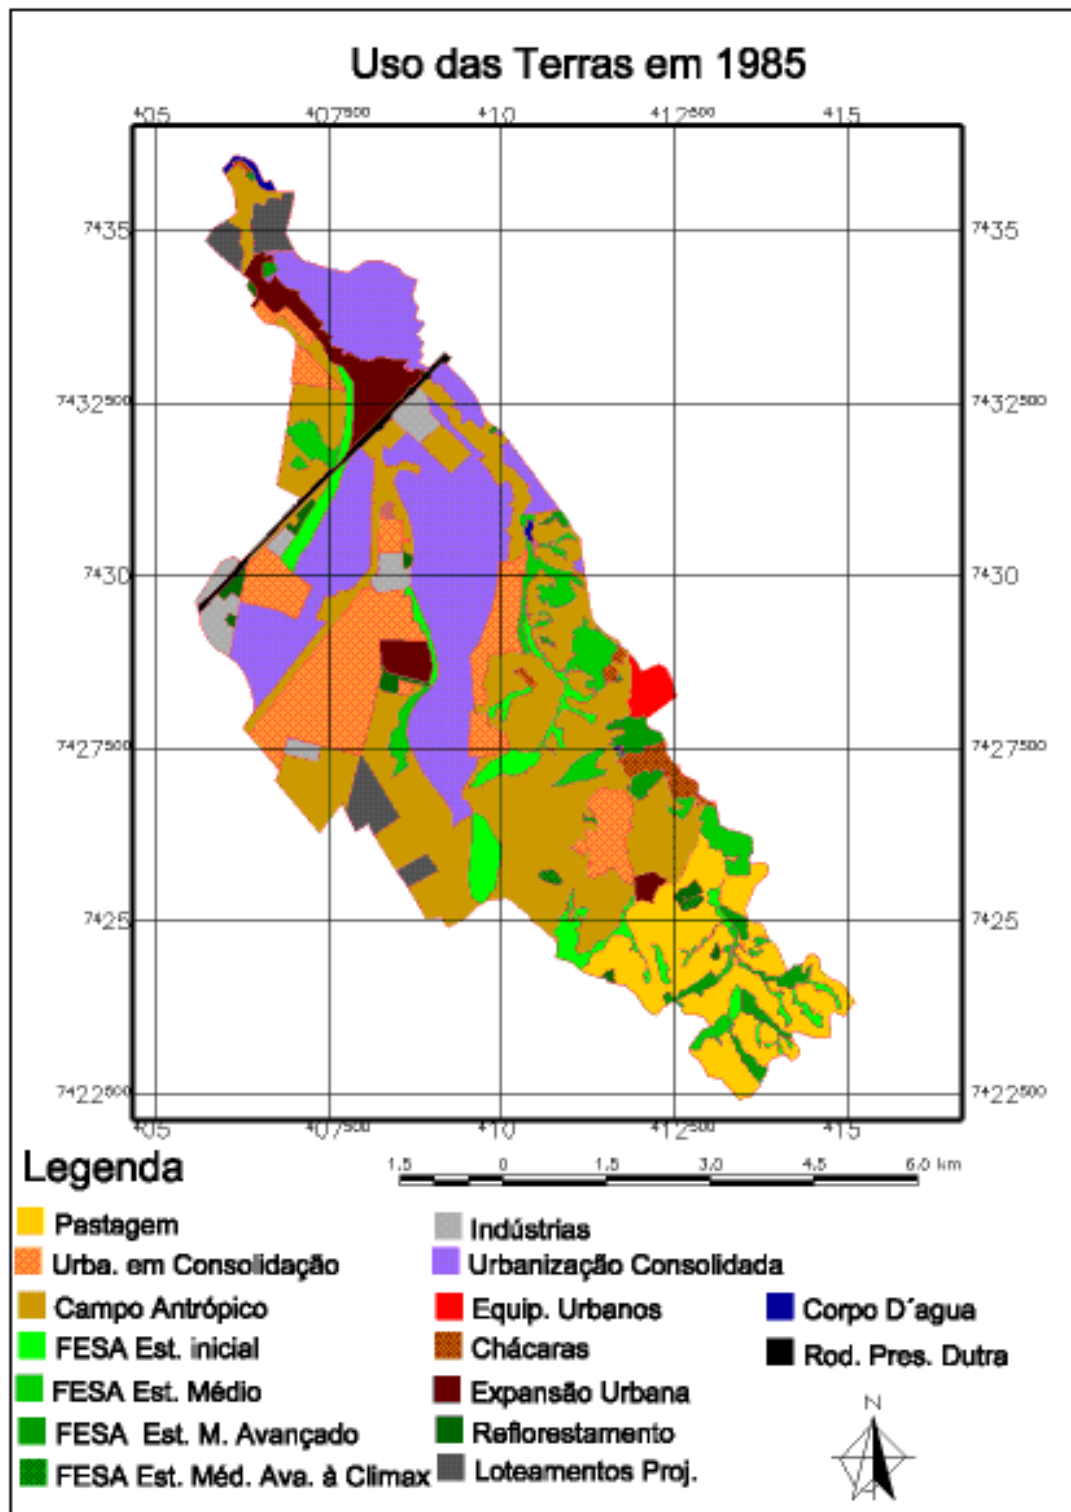 Uso das Terras em 1985
405 407500 410 412500 415
7435 7435
7432500 7432500
7430 7430
7427500 7427500
7425 7425
7422500 7422500
405 407500 410 412500 415
Legenda
1.5 0 1.5 3.0 4.5 6.0 km
Pastagem
Indústrias
Urba. em Consolidação
Urbanização Consolidada
Campo Antrópico
Equip. Urbanos
Corpo D´agua
FESA Est. inicial
Chácaras
Rod. Pres. Dutra
FESA Est. Médio
Expansão Urbana
FESA Est. M. Avançado
Reflorestamento
N
FESA Est. Méd. Ava. à Climax
Loteamentos Proj.